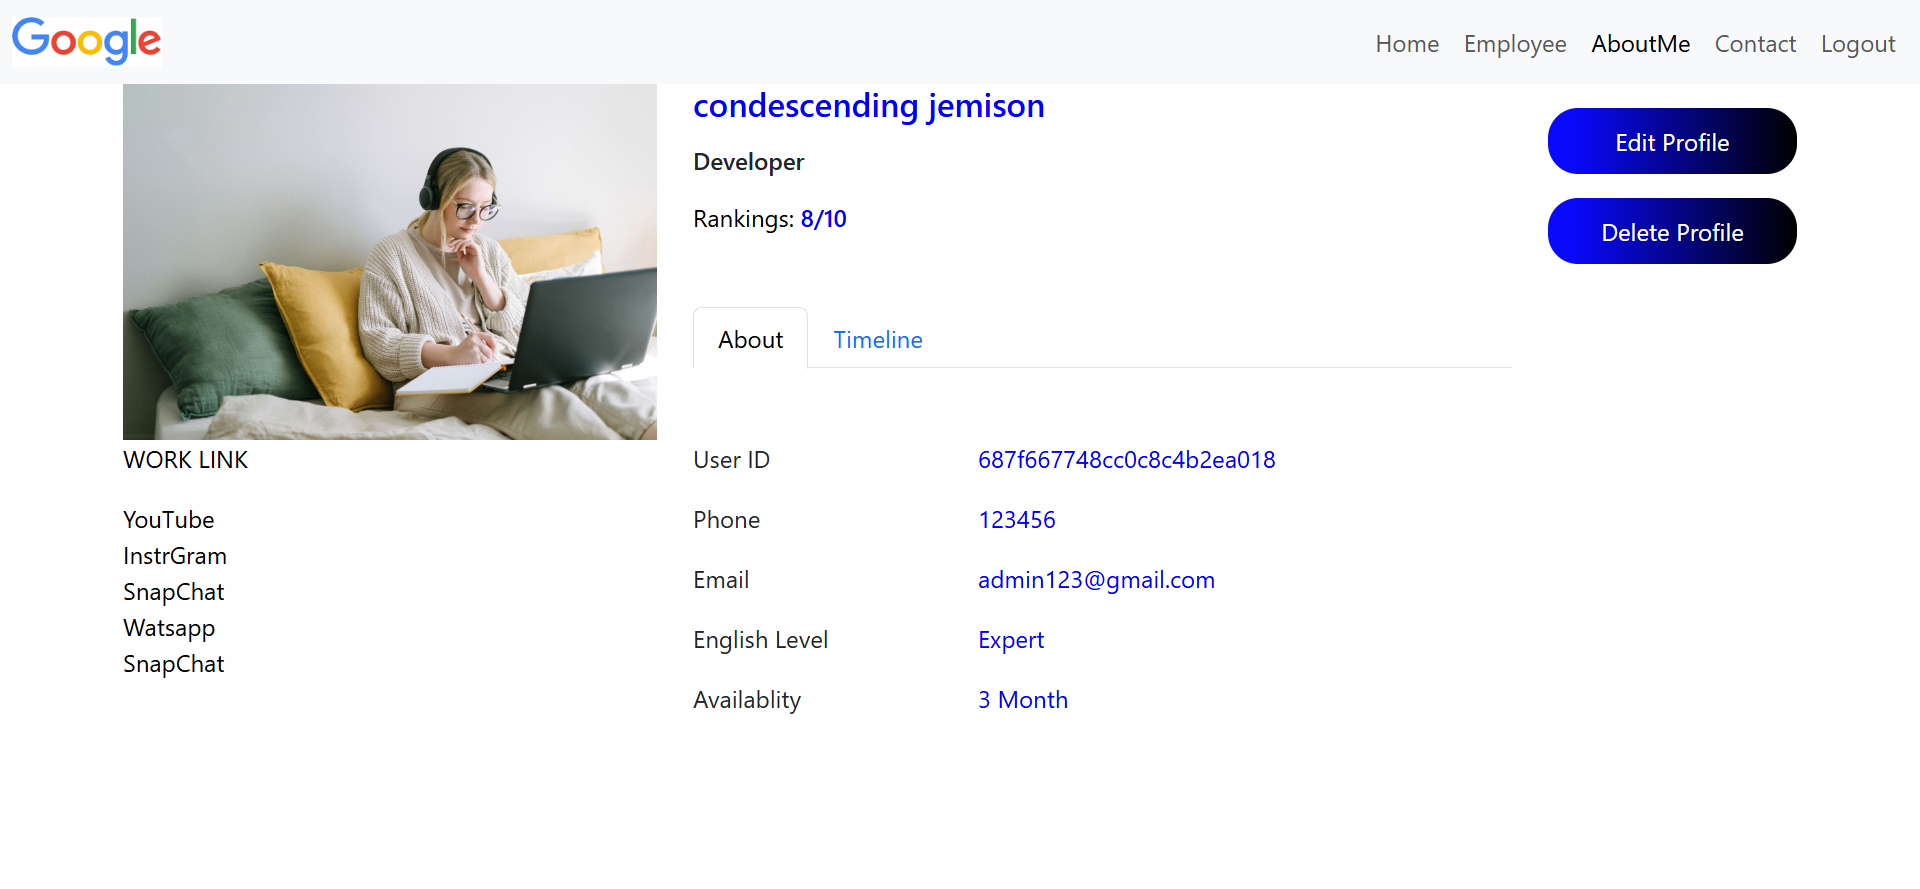 Google
Home Employee AboutMe Contact Logout
condescending jemison
Developer
Rankings: 8/10
Edit Profile
Delete Profile
About Timeline
WORK LINK
YouTube
InstrGram
SnapChat
Watsapp
SnapChat
User ID 687f667748cc0c8c4b2ea018
Phone 123456
Email admin123@gmail.com
English Level Expert
Availablity 3 Month